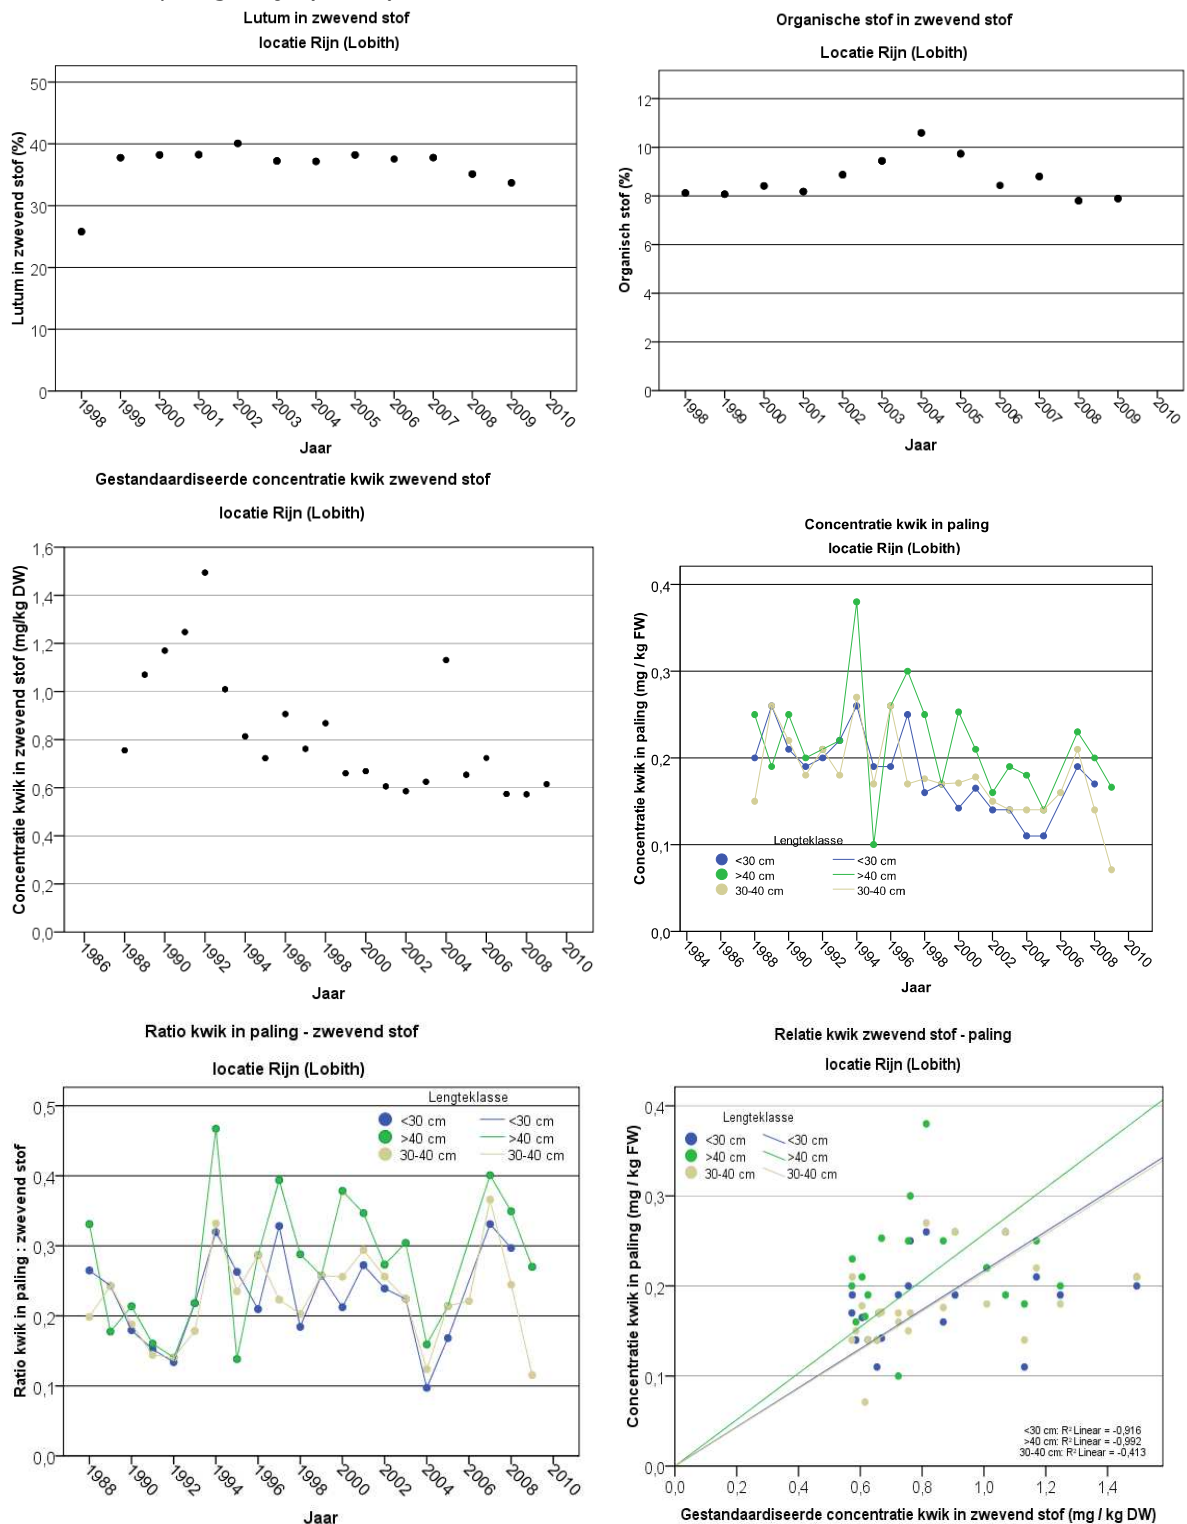 Lutum in zwevend stof
locatie Rijn (Lobith)
Lutum in zwevend stof (%)
50
40
30
20
10
0
1998 1999 2000 2001 2002 2003 2004 2005 2006 2007 2008 2009 2010
Jaar
Organische stof in zwevend stof
Locatie Rijn (Lobith)
Organisch stof (%)
12
10
8
6
4
2
0
1998 1999 2000 2001 2002 2003 2004 2005 2006 2007 2008 2009 2010
Jaar
Gestandaardiseerde concentratie kwik zwevend stof
locatie Rijn (Lobith)
Concentratie kwik in zwevend stof (mg/kg DW)
1,6
1,4
1,2
1,0
0,8
0,6
0,4
0,2
0,0
1986 1988 1990 1992 1994 1996 1998 2000 2002 2004 2006 2008 2010
Jaar
Concentratie kwik in paling
locatie Rijn (Lobith)
Concentratie kwik in paling (mg / kg FW)
0,4
0,3
0,2
0,1
0,0
Lengteklasse
<30 cm <30 cm
>40 cm >40 cm
30-40 cm 30-40 cm
1984 1986 1988 1990 1992 1994 1996 1998 2000 2002 2004 2006 2008 2010
Jaar
Ratio kwik in paling - zwevend stof
locatie Rijn (Lobith)
Ratio kwik in paling : zwevend stof
0,5
0,4
0,3
0,2
0,1
0,0
Lengteklasse
<30 cm <30 cm
>40 cm >40 cm
30-40 cm 30-40 cm
1988 1990 1992 1994 1996 1998 2000 2002 2004 2006 2008 2010
Jaar
Relatie kwik zwevend stof - paling
locatie Rijn (Lobith)
Concentratie kwik in paling (mg / kg FW)
0,4
0,3
0,2
0,1
0,0
Lengteklasse
<30 cm <30 cm
>40 cm >40 cm
30-40 cm 30-40 cm
<30 cm: R² Linear = -0,916
>40 cm: R² Linear = -0,992
30-40 cm: R² Linear = -0,413
0,0 0,2 0,4 0,6 0,8 1,0 1,2 1,4
Gestandaardiseerde concentratie kwik in zwevend stof (mg / kg DW)